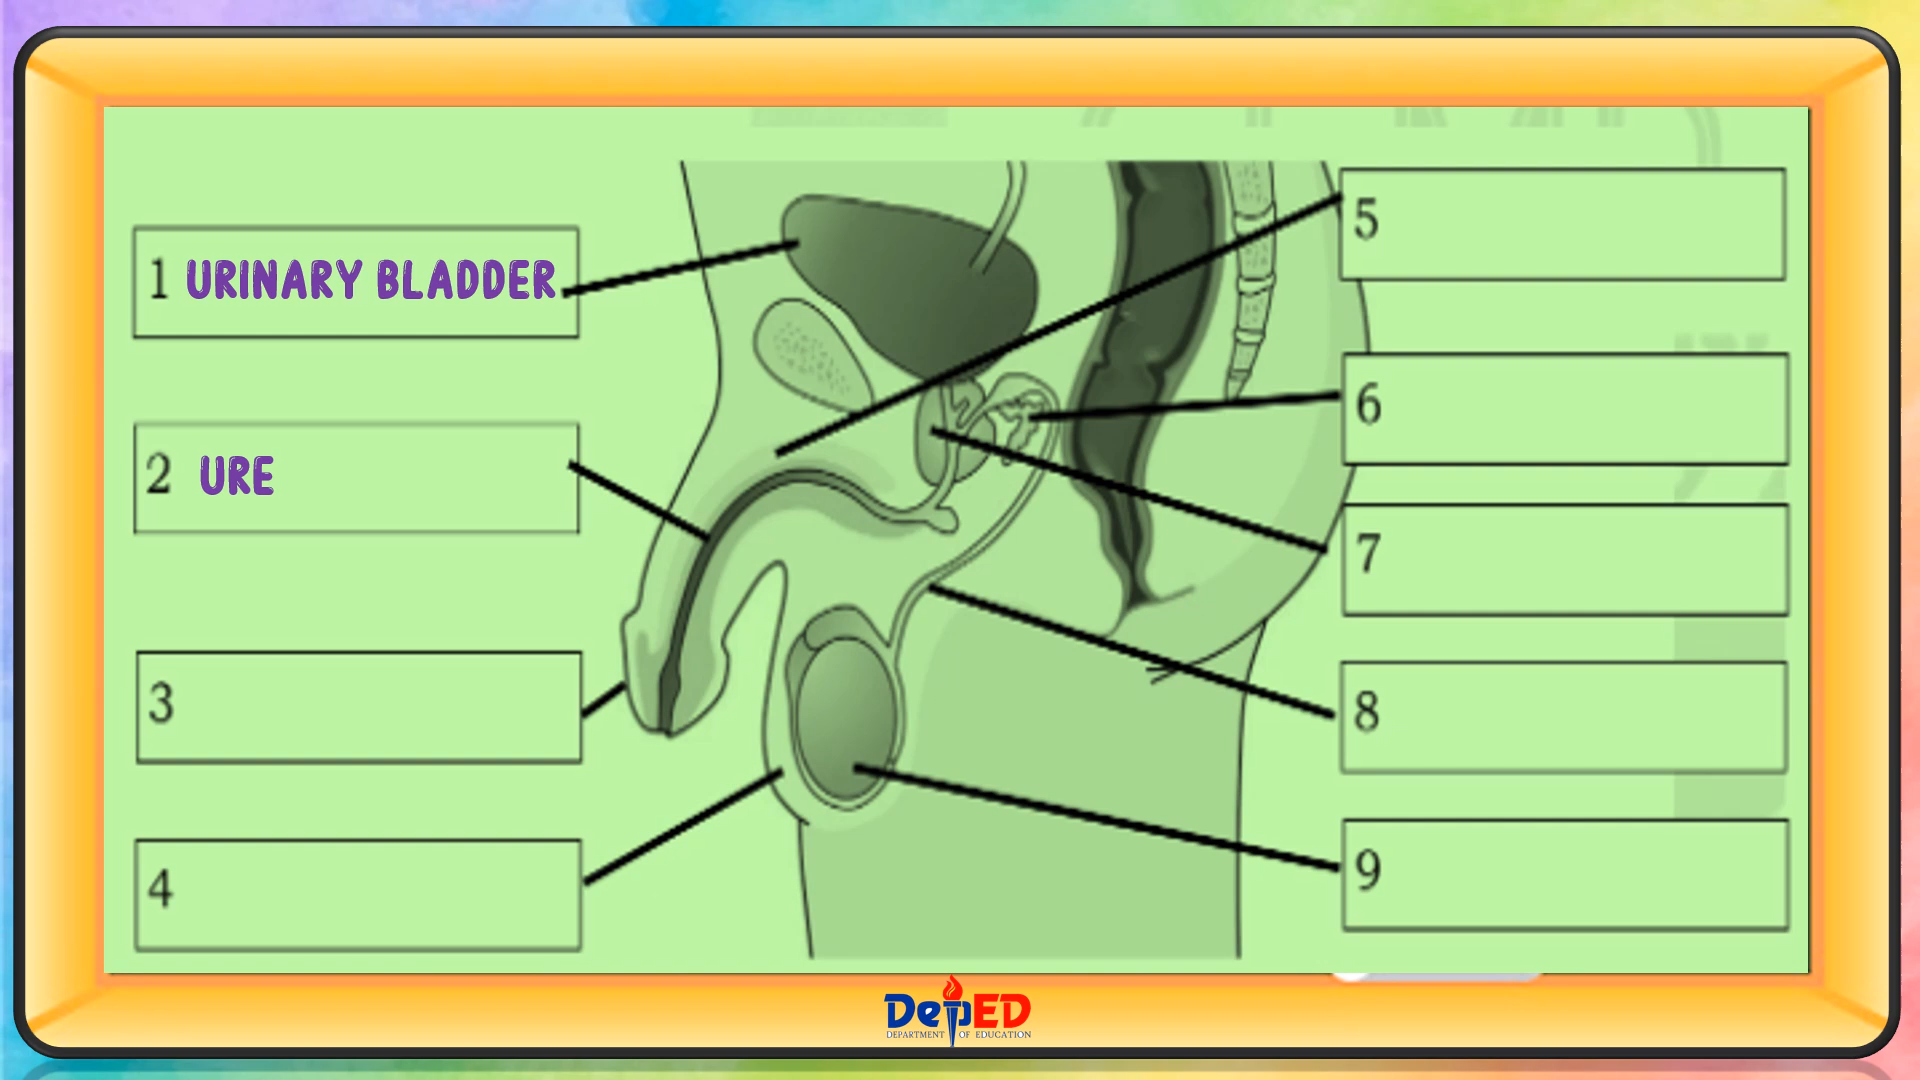 1 URINARY BLADDER
2 URE
3
4
5
6
7
8
9
DepED
DEPARTMENT OF EDUCATION